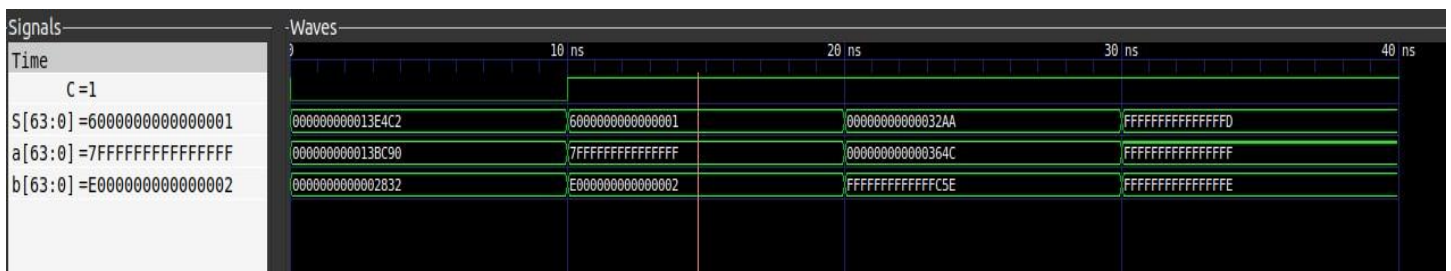 Signals Waves
Time 0 10 ns 20 ns 30 ns 40 ns
C=1
S[63:0]=6000000000000001 000000000013E4C2 6000000000000001 00000000000032AA FFFFFFFFFFFFFFFD
a[63:0]=7FFFFFFFFFFFFFFF 000000000013BC90 7FFFFFFFFFFFFFFF 000000000000364C FFFFFFFFFFFFFFFF
b[63:0]=E000000000000002 0000000000002832 E000000000000002 FFFFFFFFFFFFFC5E FFFFFFFFFFFFFFFE